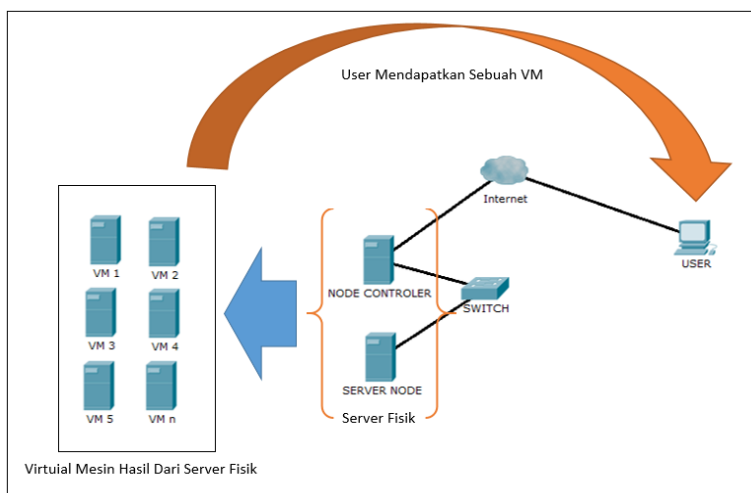 User Mendapatkan Sebuah VM
Internet
USER
NODE CONTROLER
SWITCH
SERVER NODE
Server Fisik
VM 1
VM 2
VM 3
VM 4
VM 5
VM n
Virtuial Mesin Hasil Dari Server Fisik